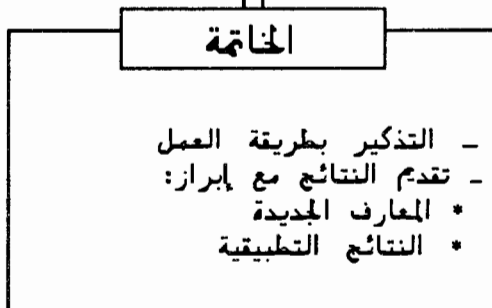 الخاتمة
- التذكير بطريقة العمل
- تقديم النتائج مع إبراز:
* المعارف الجديدة
* النتائج التطبيقية